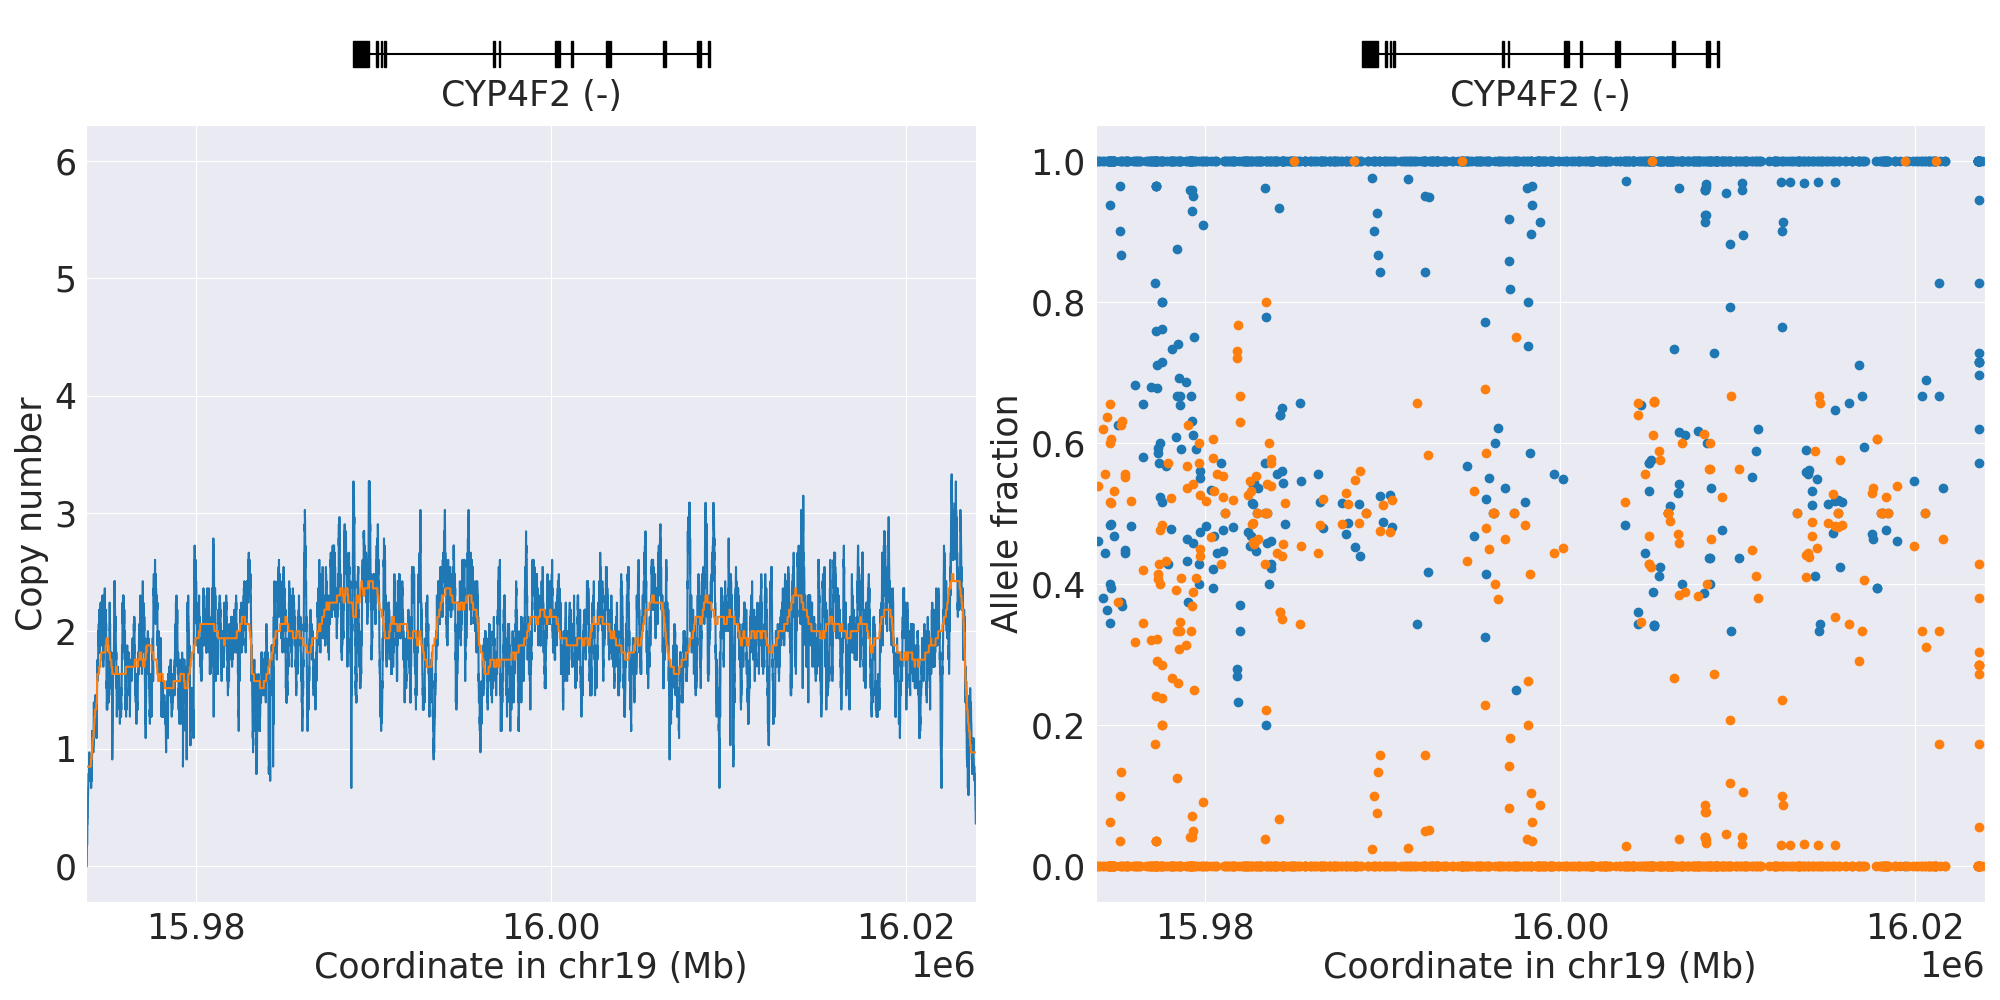 CYP4F2 (-)
6
5
4
3
2
1
0
Copy number
15.98
16.00
16.02
Coordinate in chr19 (Mb)
1e6
CYP4F2 (-)
1.0
0.8
0.6
0.4
0.2
0.0
Allele fraction
15.98
16.00
16.02
Coordinate in chr19 (Mb)
1e6